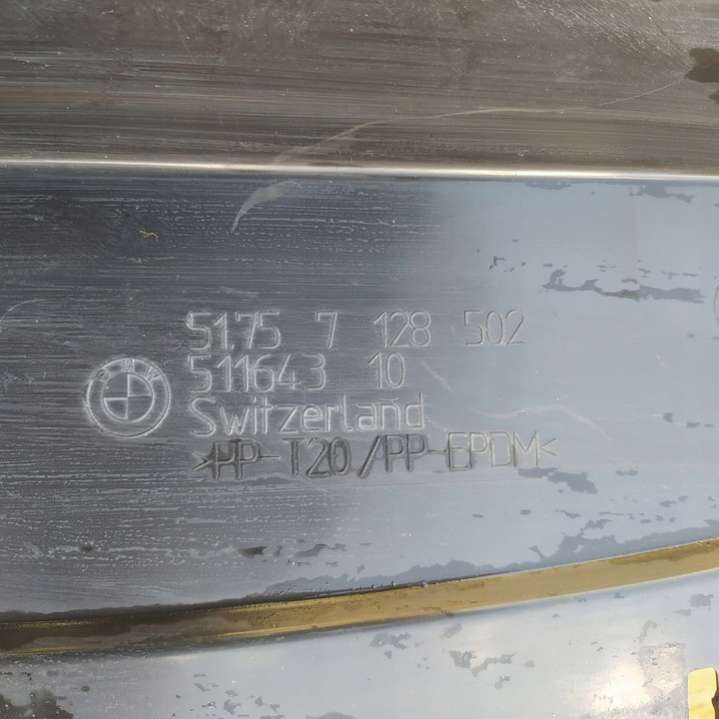 51.75 7 128 502
511643 10
Switzerland
>PP-T20/PP-EPDM<